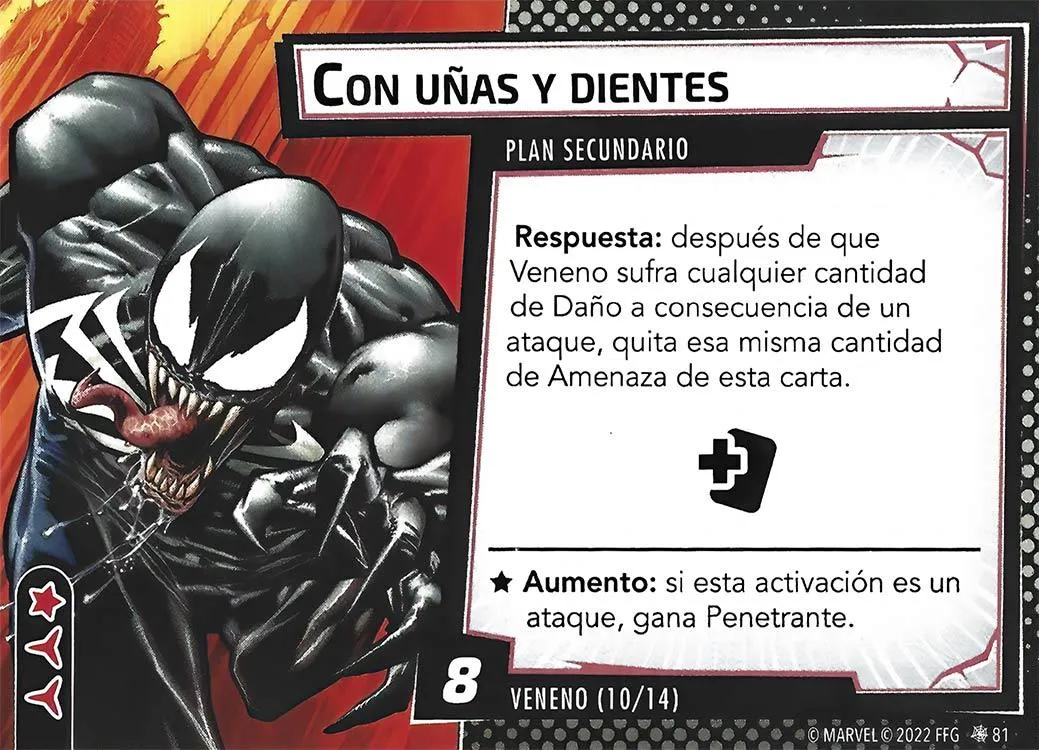 CON UÑAS Y DIENTES
PLAN SECUNDARIO
Respuesta: después de que
Veneno sufra cualquier cantidad
de Daño a consecuencia de un
ataque, quita esa misma cantidad
de Amenaza de esta carta.
★ Aumento: si esta activación es un
ataque, gana Penetrante.
8
VENENO (10/14)
© MARVEL © 2022 FFG 81